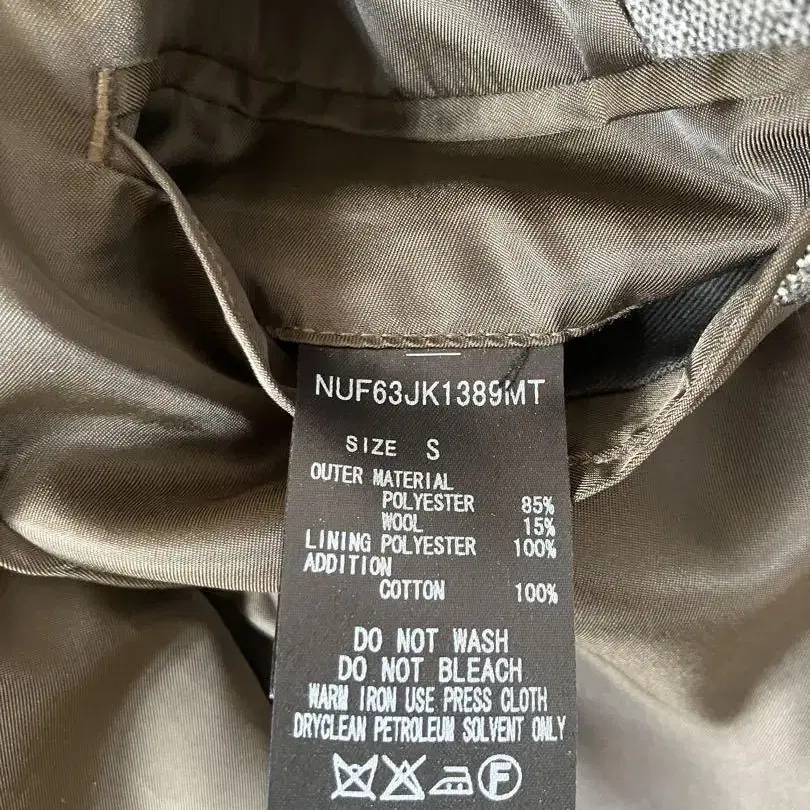 NUF63JK1389MT
SIZE S
OUTER MATERIAL
POLYESTER 85%
WOOL 15%
LINING POLYESTER 100%
ADDITION
COTTON 100%
DO NOT WASH
DO NOT BLEACH
WARM IRON USE PRESS CLOTH
DRYCLEAN PETROLEUM SOLVENT ONLY
F